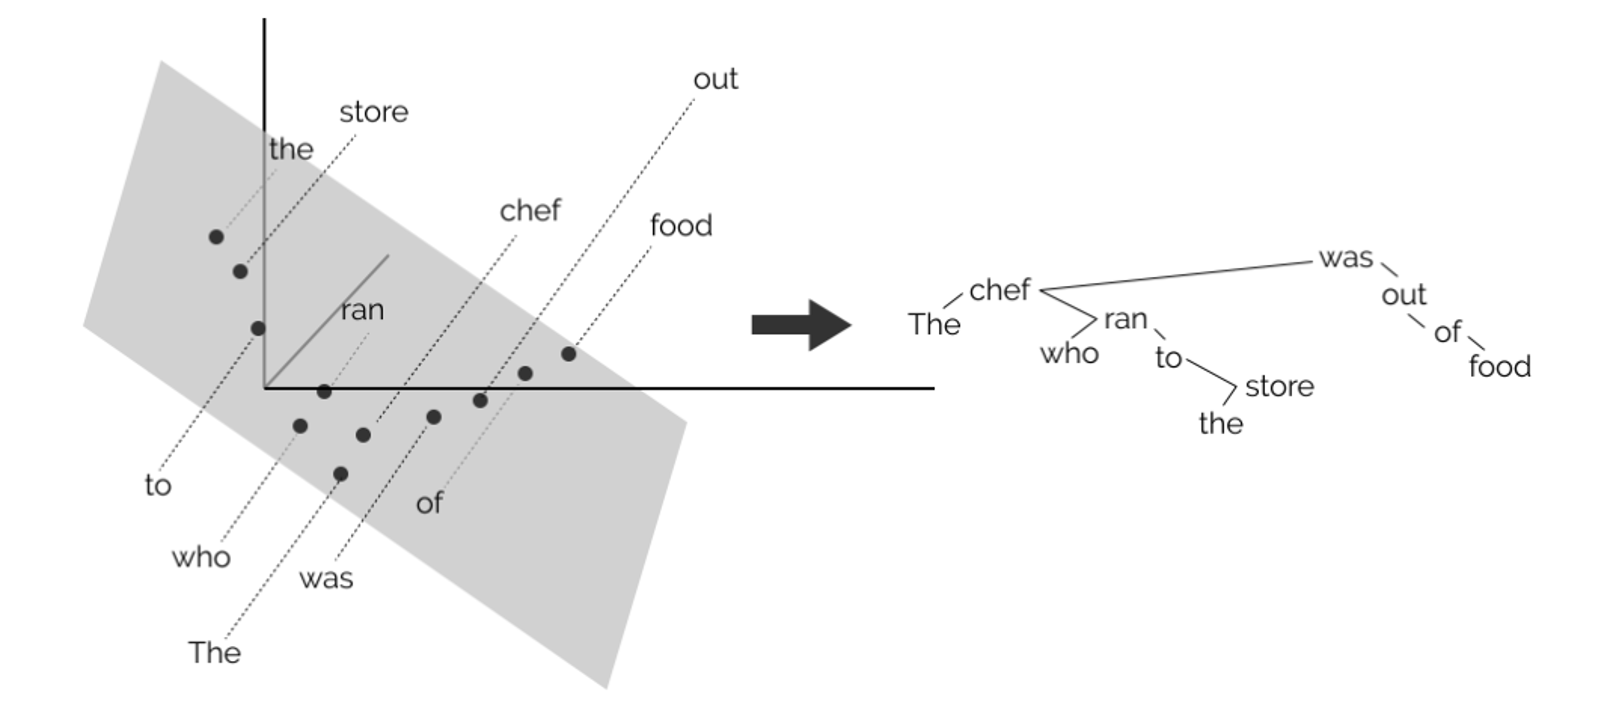 out
store
the
chef
food
ran
to
of
who
was
The
was
chef
out
The
ran
of
who
to
food
store
the